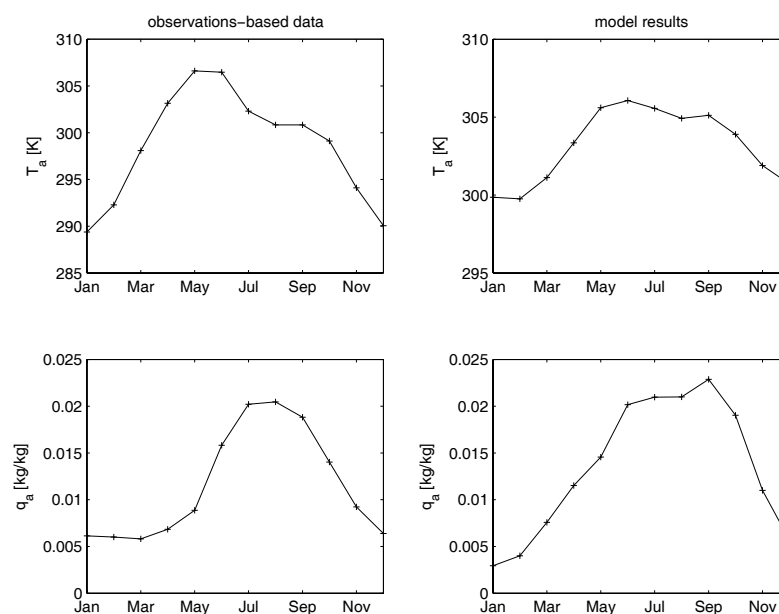 observations−based data
310
305
300
295
290
285
T_a [K]
Jan Mar May Jul Sep Nov
model results
310
305
300
295
T_a [K]
Jan Mar May Jul Sep Nov
0.025
0.02
0.015
0.01
0.005
0
q_a [kg/kg]
Jan Mar May Jul Sep Nov
0.025
0.02
0.015
0.01
0.005
0
q_a [kg/kg]
Jan Mar May Jul Sep Nov